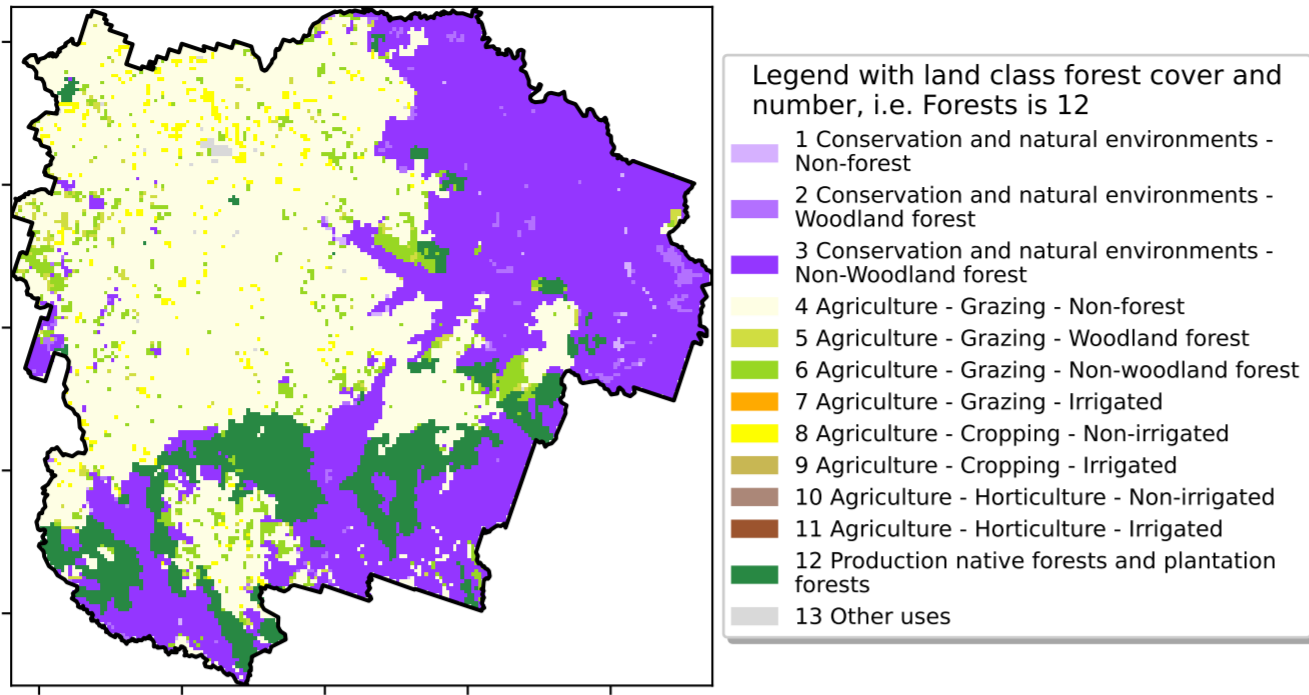 Legend with land class forest cover and
number, i.e. Forests is 12
1 Conservation and natural environments -
Non-forest
2 Conservation and natural environments -
Woodland forest
3 Conservation and natural environments -
Non-Woodland forest
4 Agriculture - Grazing - Non-forest
5 Agriculture - Grazing - Woodland forest
6 Agriculture - Grazing - Non-woodland forest
7 Agriculture - Grazing - Irrigated
8 Agriculture - Cropping - Non-irrigated
9 Agriculture - Cropping - Irrigated
10 Agriculture - Horticulture - Non-irrigated
11 Agriculture - Horticulture - Irrigated
12 Production native forests and plantation
forests
13 Other uses